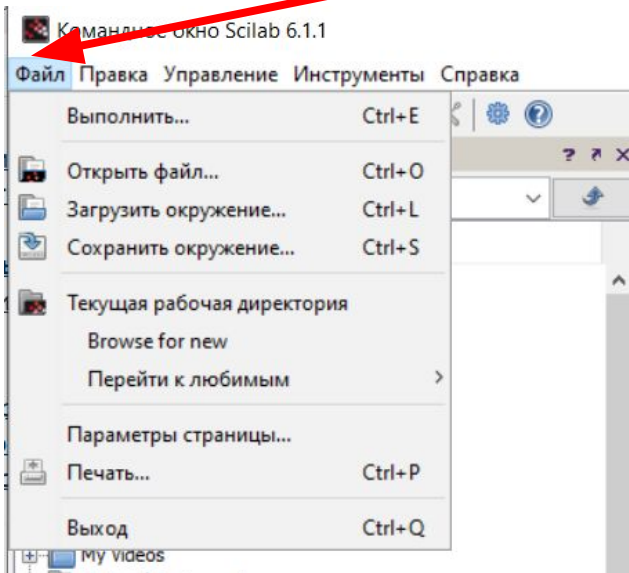 Командное окно Scilab 6.1.1
Файл Правка Управление Инструменты Справка
Выполнить... Ctrl+E
Открыть файл... Ctrl+O
Загрузить окружение... Ctrl+L
Сохранить окружение... Ctrl+S
Текущая рабочая директория
Browse for new
Перейти к любимым
Параметры страницы...
Печать... Ctrl+P
Выход Ctrl+Q
My Videos